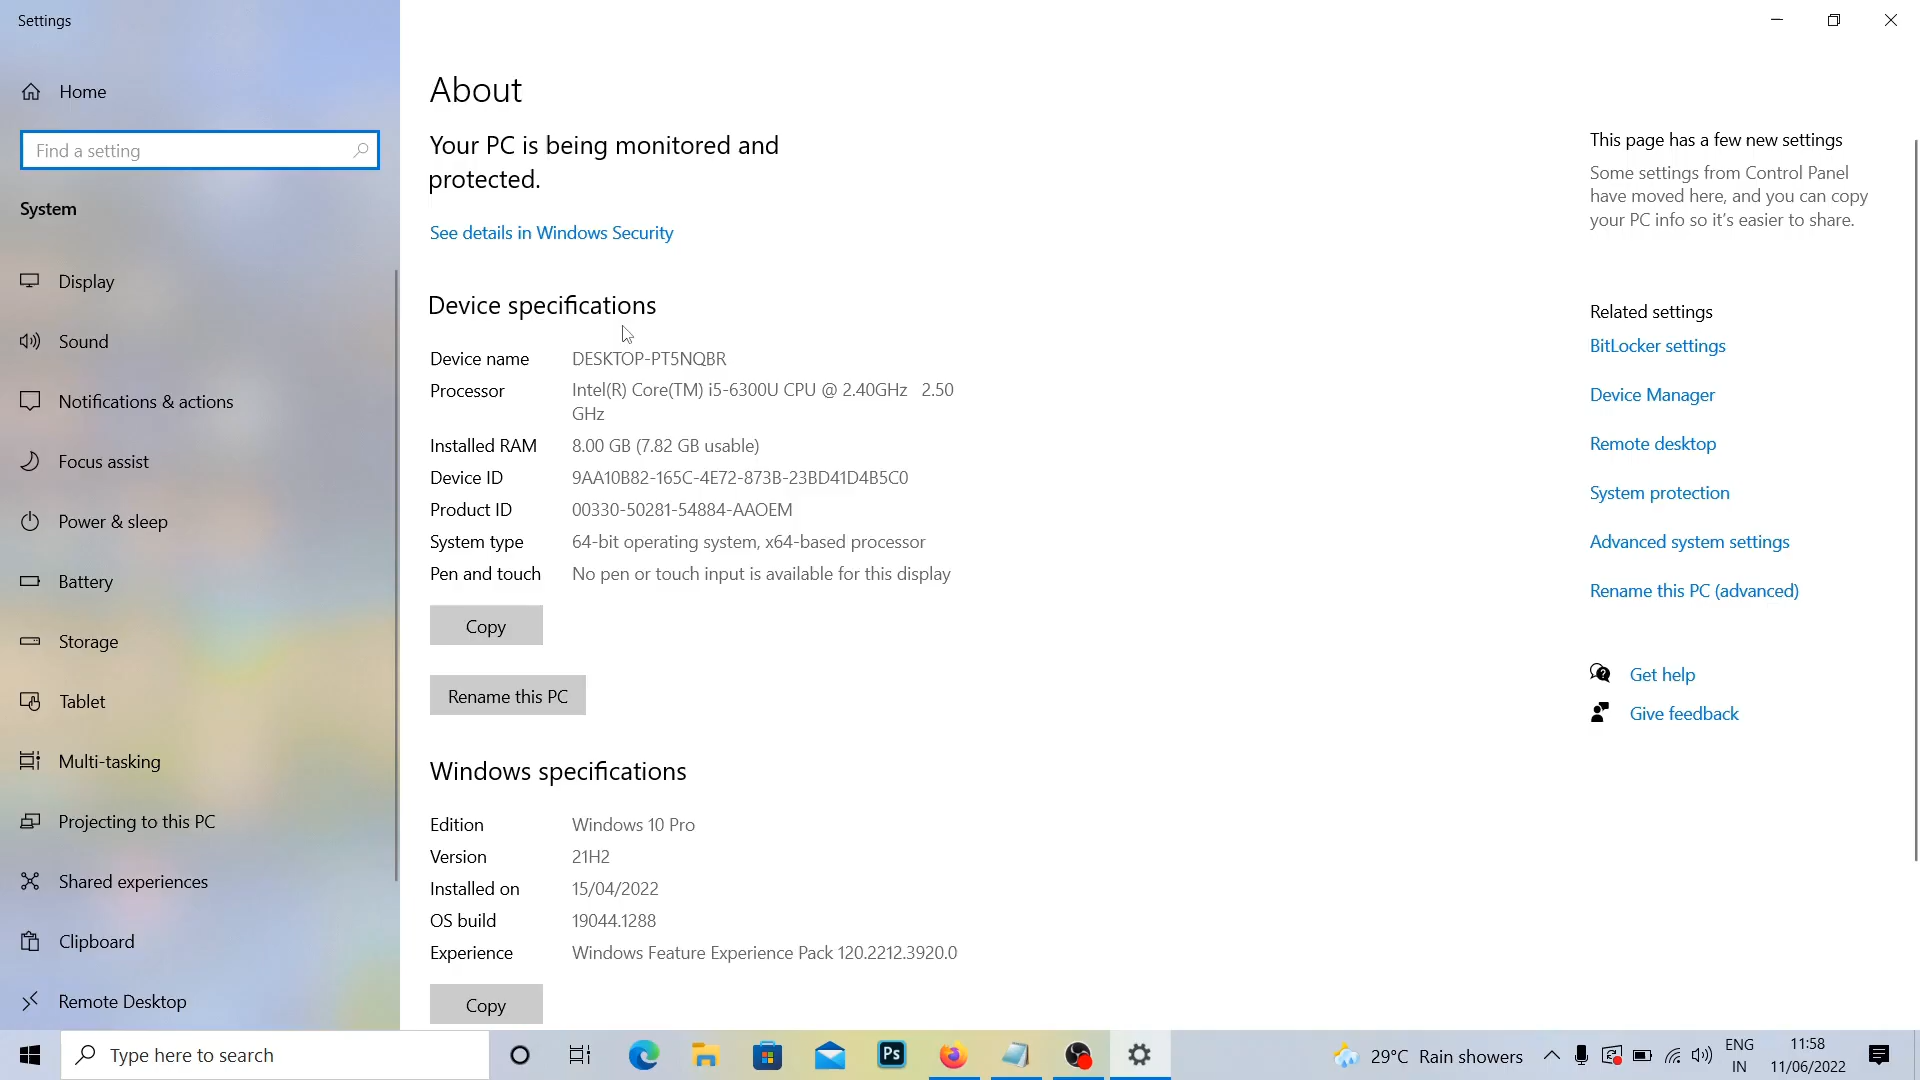 Settings
Home
Find a setting
System
Display
Sound
Notifications & actions
Focus assist
Power & sleep
Battery
Storage
Tablet
Multi-tasking
Projecting to this PC
Shared experiences
Clipboard
Remote Desktop
About
Your PC is being monitored and
protected.
See details in Windows Security
Device specifications
Device name DESKTOP-PT5NQBR
Processor Intel(R) Core(TM) i5-6300U CPU @ 2.40GHz 2.50
GHz
Installed RAM 8.00 GB (7.82 GB usable)
Device ID 9AA10B82-165C-4E72-873B-23BD41D4B5C0
Product ID 00330-50281-54884-AAOEM
System type 64-bit operating system, x64-based processor
Pen and touch No pen or touch input is available for this display
Copy
Rename this PC
Windows specifications
Edition Windows 10 Pro
Version 21H2
Installed on 15/04/2022
OS build 19044.1288
Experience Windows Feature Experience Pack 120.2212.3920.0
Copy
This page has a few new settings
Some settings from Control Panel
have moved here, and you can copy
your PC info so it's easier to share.
Related settings
BitLocker settings
Device Manager
Remote desktop
System protection
Advanced system settings
Rename this PC (advanced)
Get help
Give feedback
Type here to search
Ps
29°C Rain showers
ENG
IN
11:58
11/06/2022